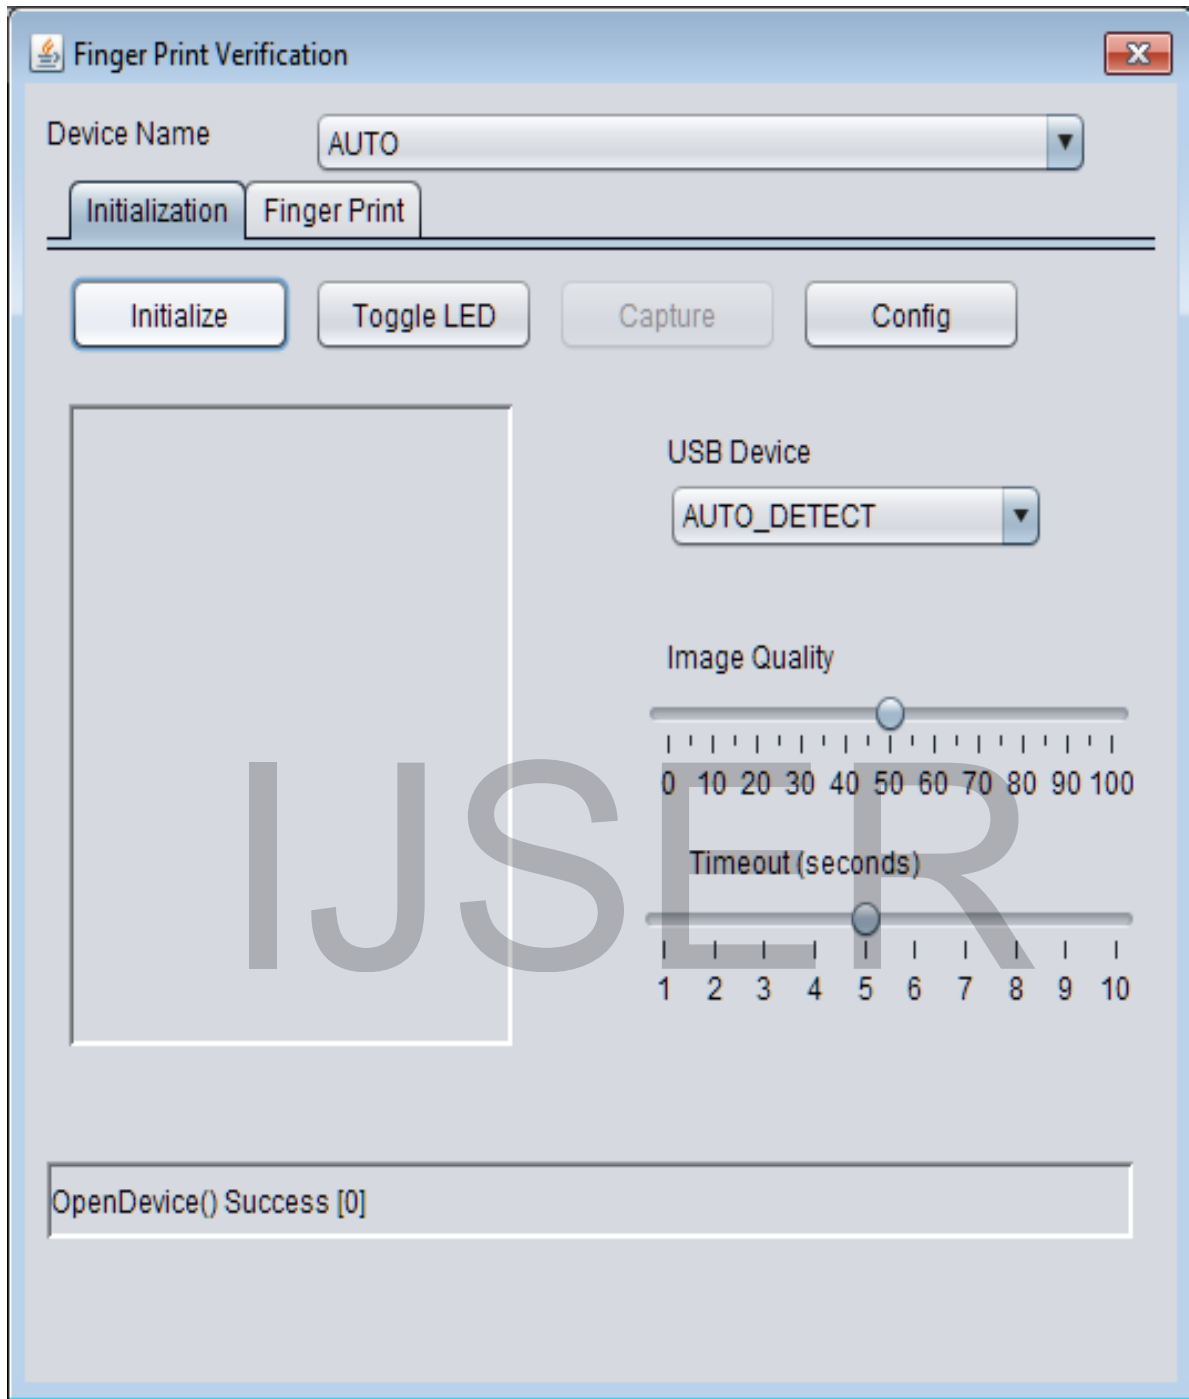 Finger Print Verification
Device Name
AUTO
Initialization Finger Print
Initialize Toggle LED Capture Config
USB Device
AUTO_DETECT
Image Quality
0 10 20 30 40 50 60 70 80 90 100
IJSER
Timeout (seconds)
1 2 3 4 5 6 7 8 9 10
OpenDevice() Success [0]